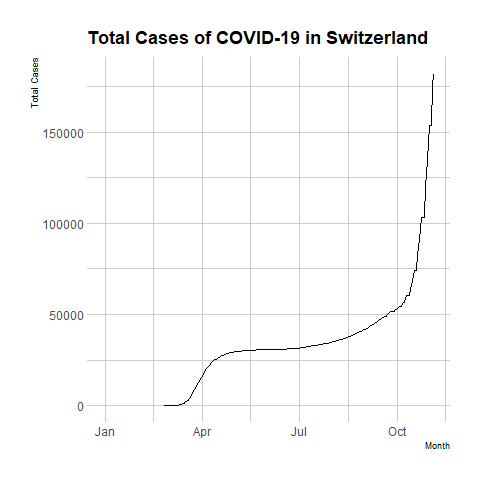 Total Cases of COVID-19 in Switzerland
Total Cases
150000
100000
50000
0
Jan Apr Jul Oct
Month